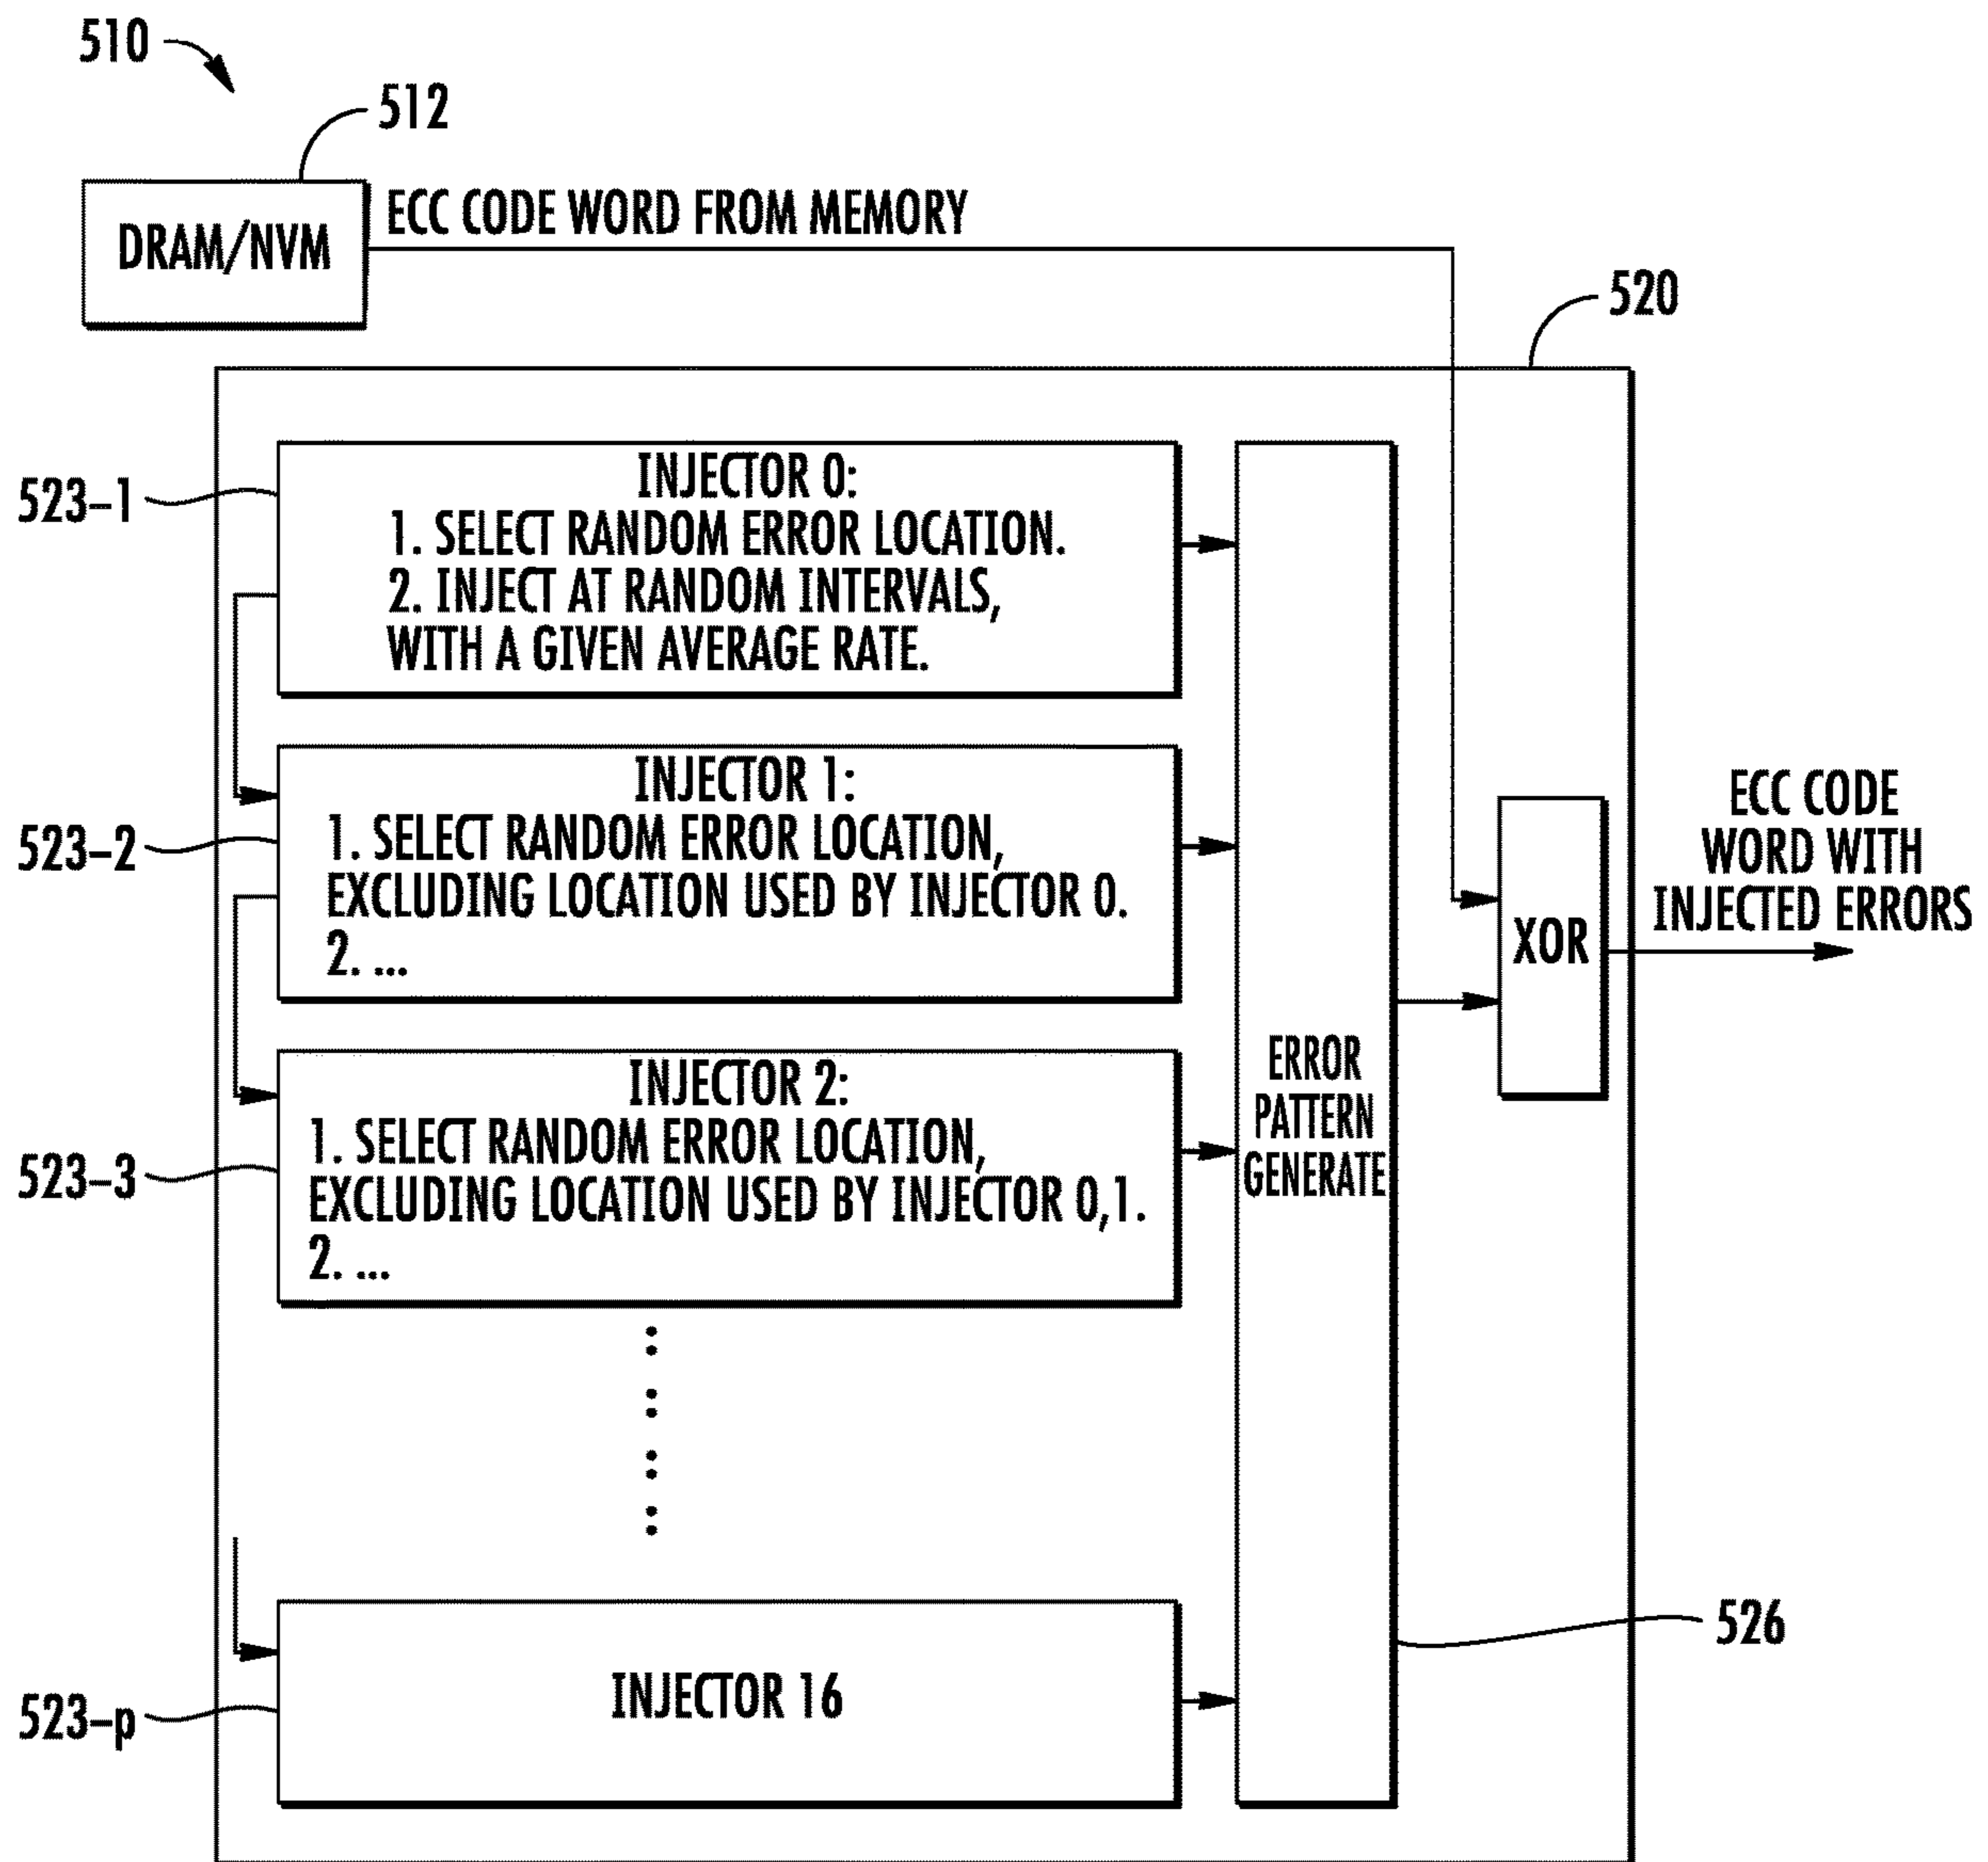 510
512
DRAM/NVM
ECC CODE WORD FROM MEMORY
520
523-1
INJECTOR 0:
1. SELECT RANDOM ERROR LOCATION.
2. INJECT AT RANDOM INTERVALS,
WITH A GIVEN AVERAGE RATE.
523-2
INJECTOR 1:
1. SELECT RANDOM ERROR LOCATION,
EXCLUDING LOCATION USED BY INJECTOR 0.
2. ...
523-3
INJECTOR 2:
1. SELECT RANDOM ERROR LOCATION,
EXCLUDING LOCATION USED BY INJECTOR 0,1.
2. ...
523-p
INJECTOR 16
ERROR
PATTERN
GENERATE
526
XOR
ECC CODE
WORD WITH
INJECTED ERRORS